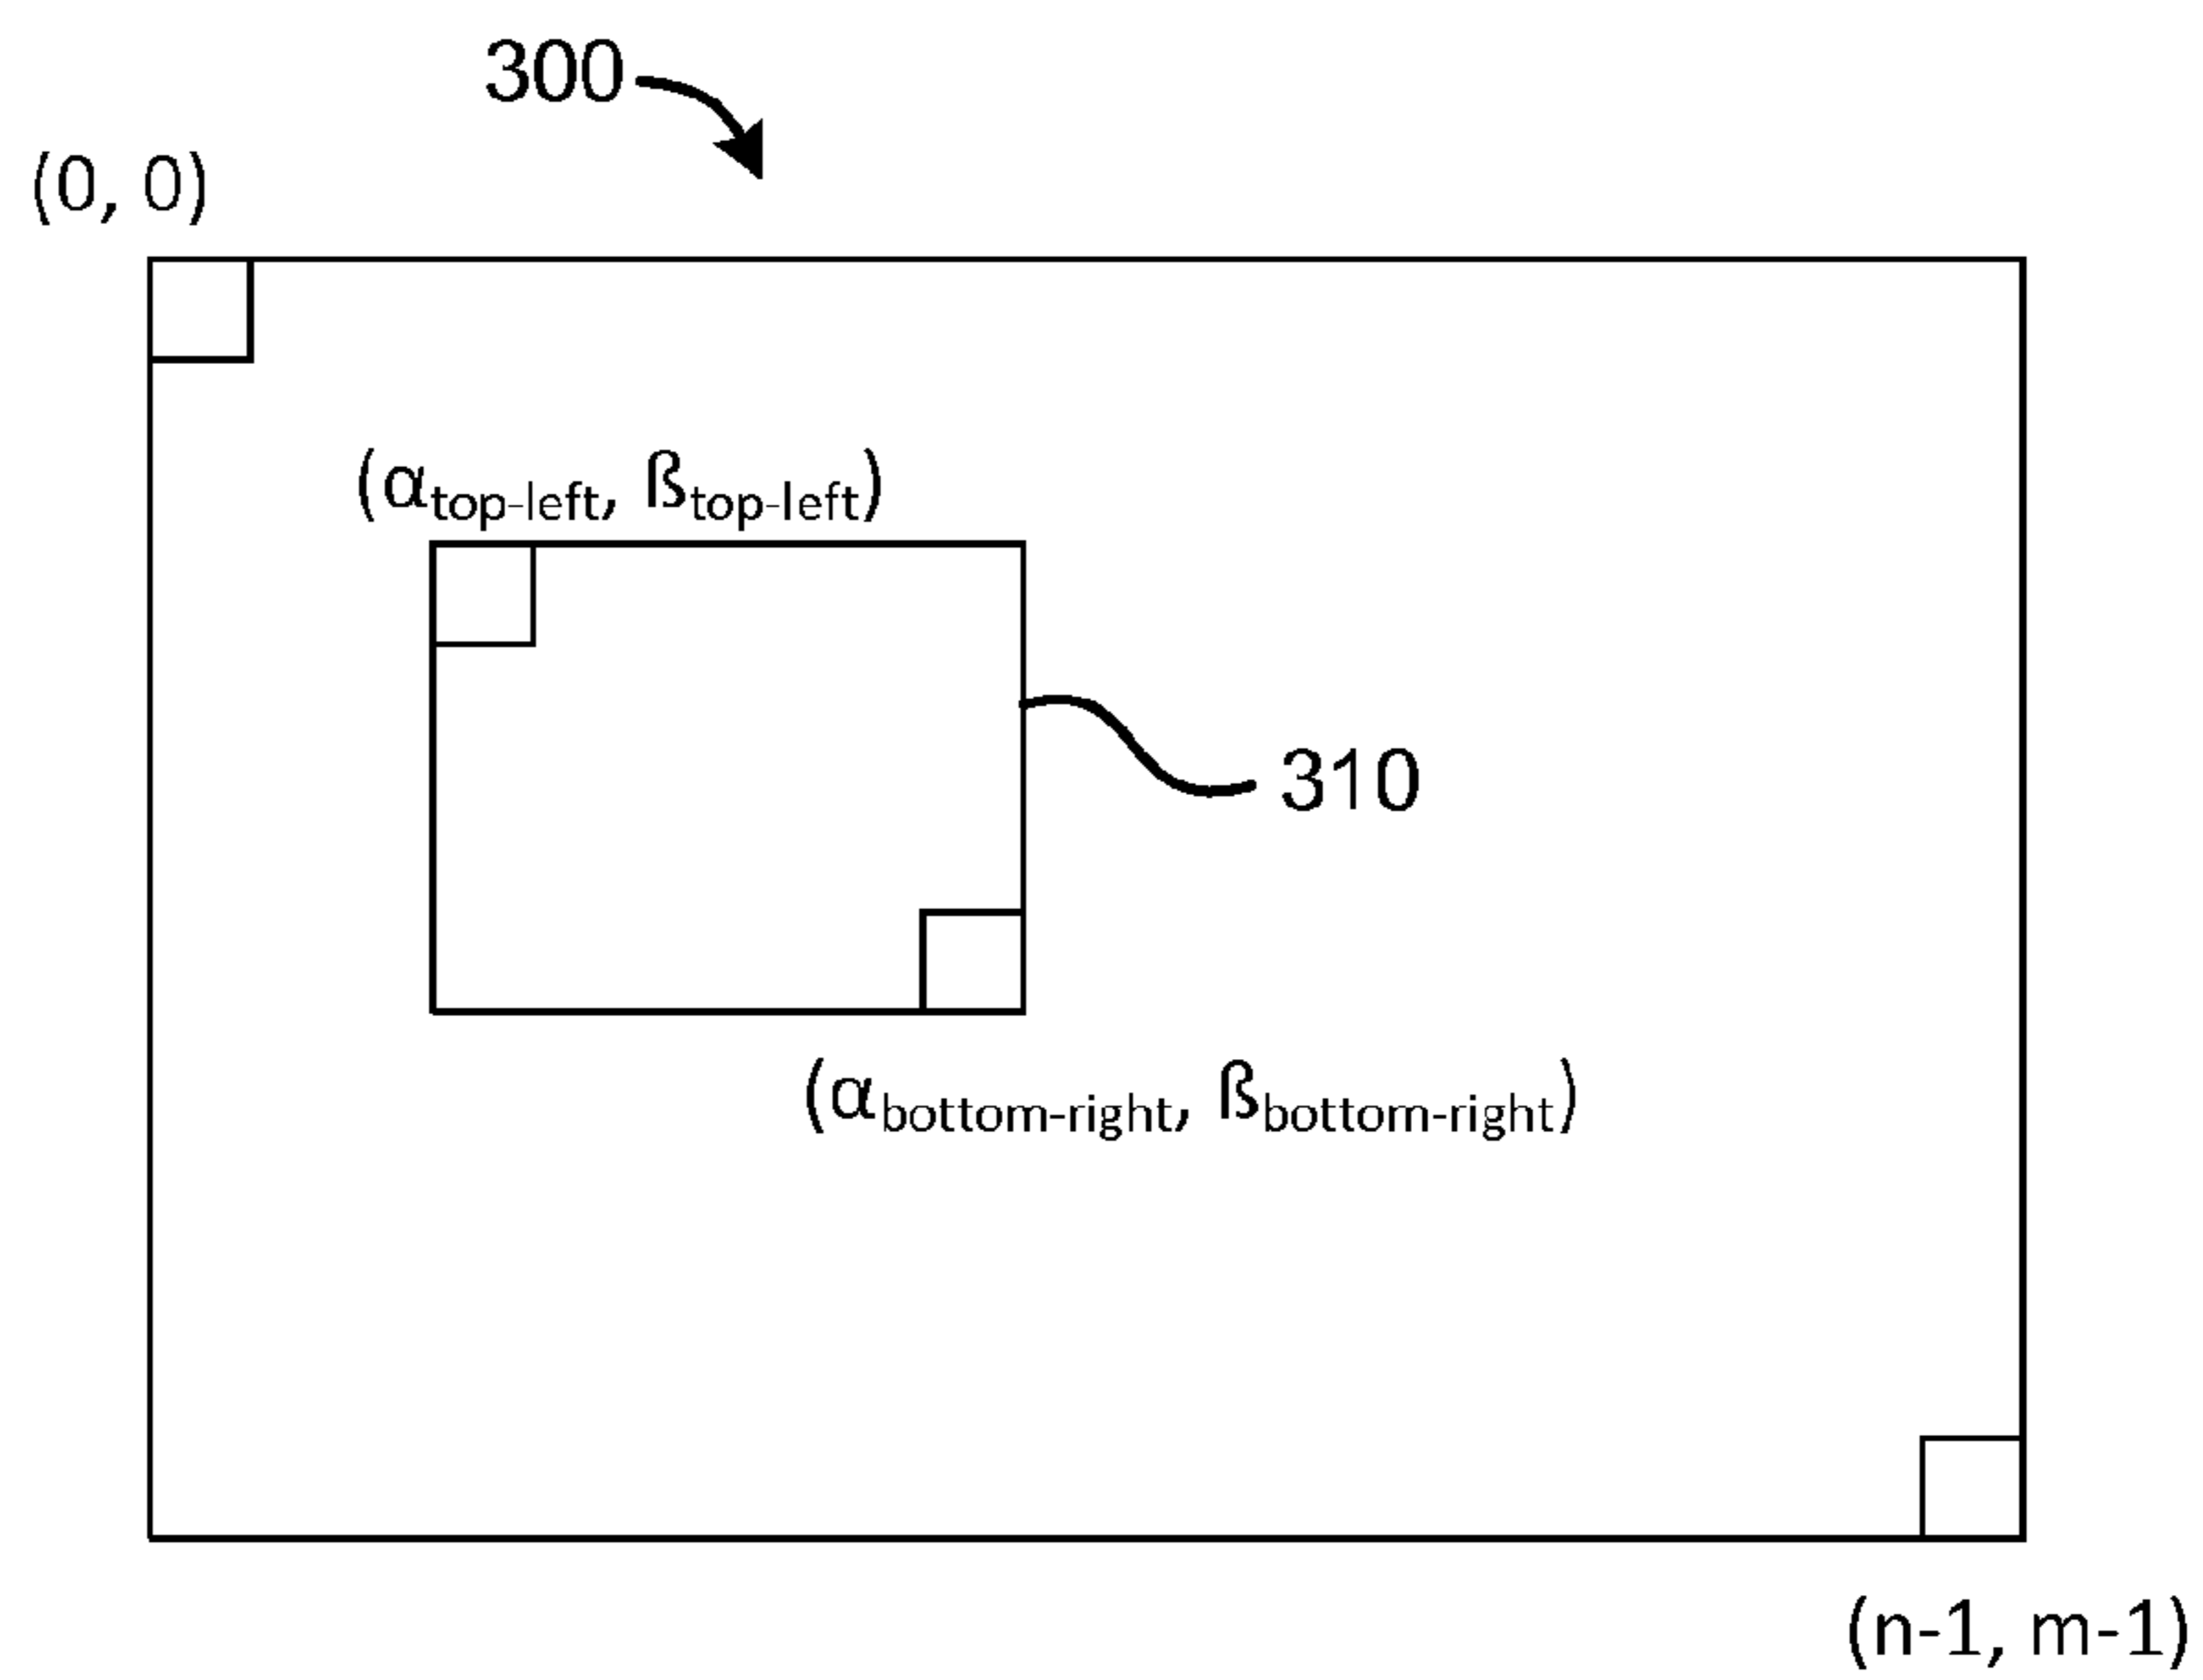 300
(0, 0)
(αtop-left, ßtop-left)
310
(αbottom-right, ßbottom-right)
(n-1, m-1)